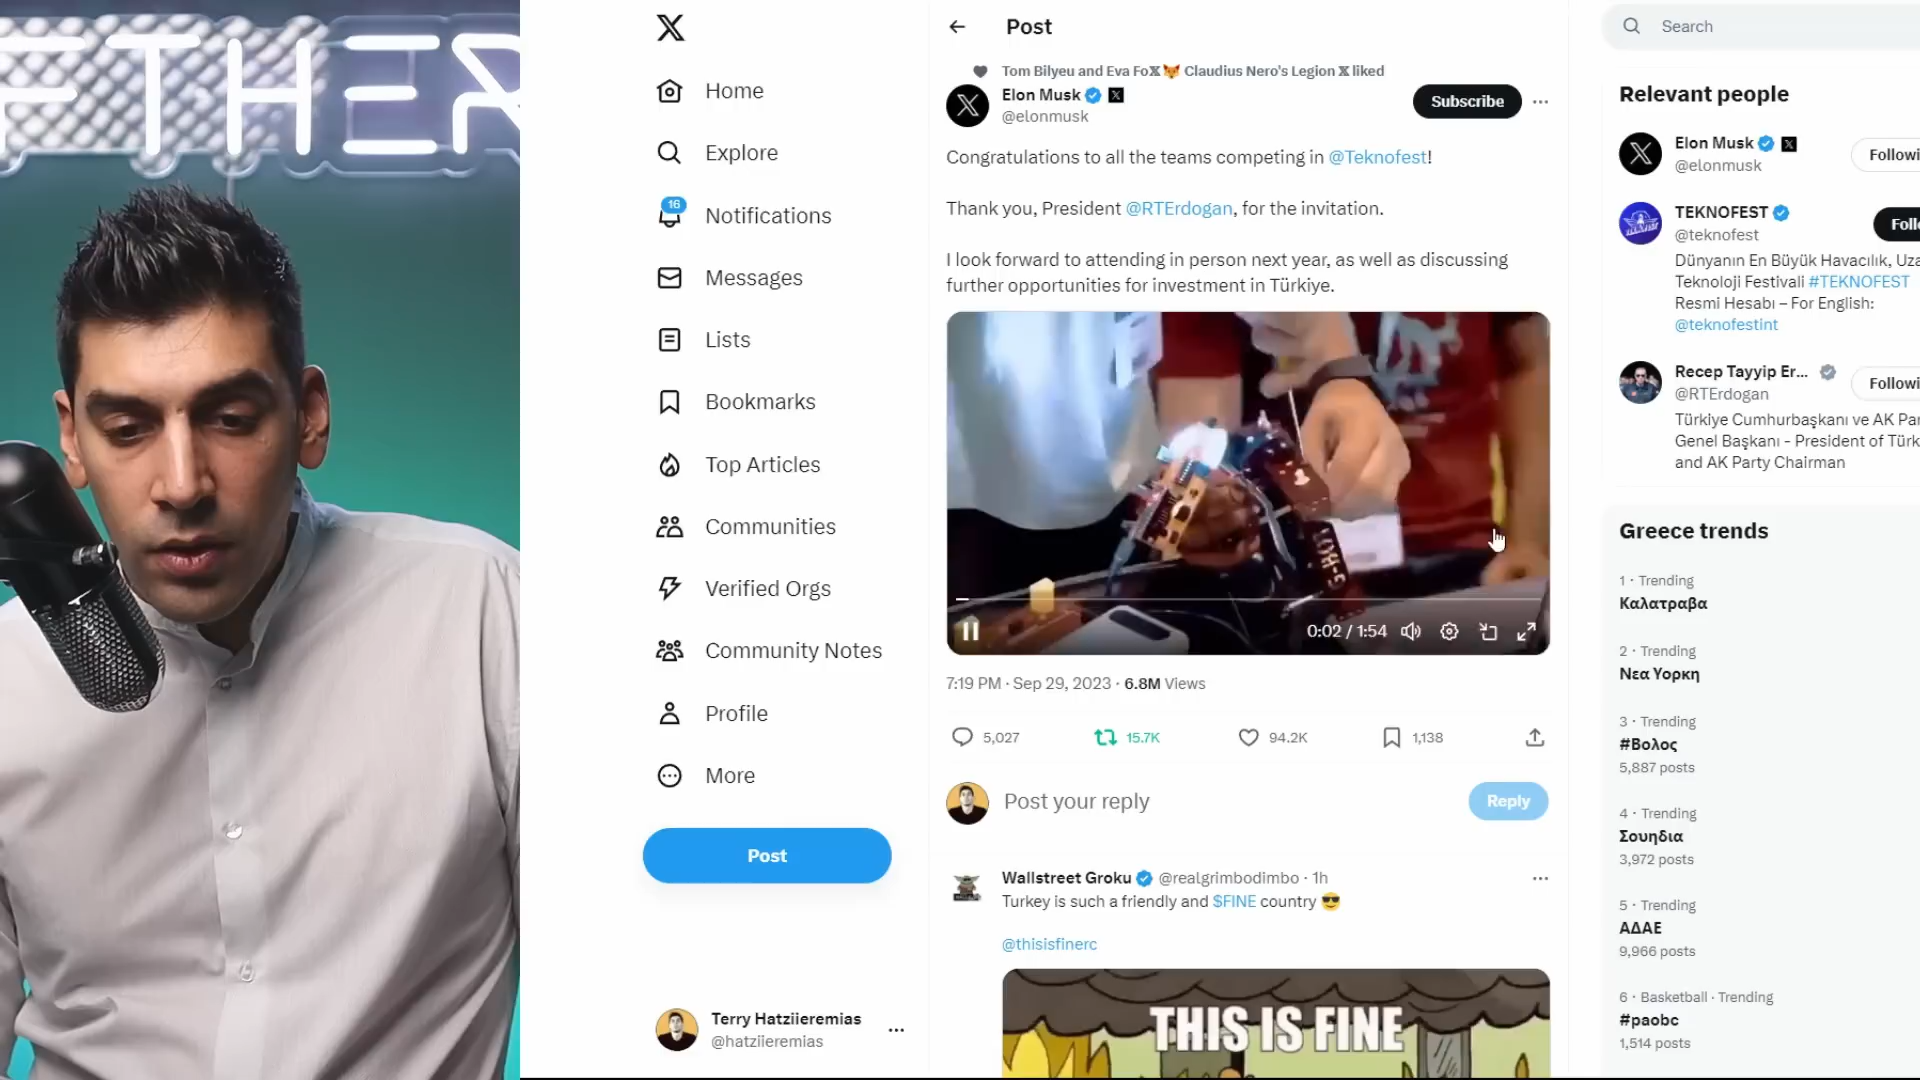 FTHER
Home
Explore
16
Notifications
Messages
Lists
Bookmarks
Top Articles
Communities
Verified Orgs
Community Notes
Profile
More
Post
Terry Hatziieremias
@hatziieremias
Post
Tom Bilyeu and Eva Fo𝕏🦊 Claudius Nero's Legion 𝕏 liked
Elon Musk
@elonmusk
Subscribe
Congratulations to all the teams competing in @Teknofest!
Thank you, President @RTErdogan, for the invitation.
I look forward to attending in person next year, as well as discussing
further opportunities for investment in Türkiye.
0:02 / 1:54
7:19 PM · Sep 29, 2023 · 6.8M Views
5,027
15.7K
94.2K
1,138
Post your reply
Reply
Wallstreet Groku @realgrimbodimbo · 1h
Turkey is such a friendly and $FINE country 😎
@thisisfinerc
THIS IS FINE
Search
Relevant people
Elon Musk
@elonmusk
Followi
TEKNOFEST
@teknofest
Foll
Dünyanın En Büyük Havacılık, Uza
Teknoloji Festivali #TEKNOFEST
Resmi Hesabı – For English:
@teknofestint
Recep Tayyip Er...
@RTErdogan
Followi
Türkiye Cumhurbaşkanı ve AK Par
Genel Başkanı - President of Türk
and AK Party Chairman
Greece trends
1 · Trending
Καλατραβα
2 · Trending
Νεα Υορκη
3 · Trending
#Βολος
5,887 posts
4 · Trending
Σουηδια
3,972 posts
5 · Trending
ΑΔΑΕ
9,966 posts
6 · Basketball · Trending
#paobc
1,514 posts